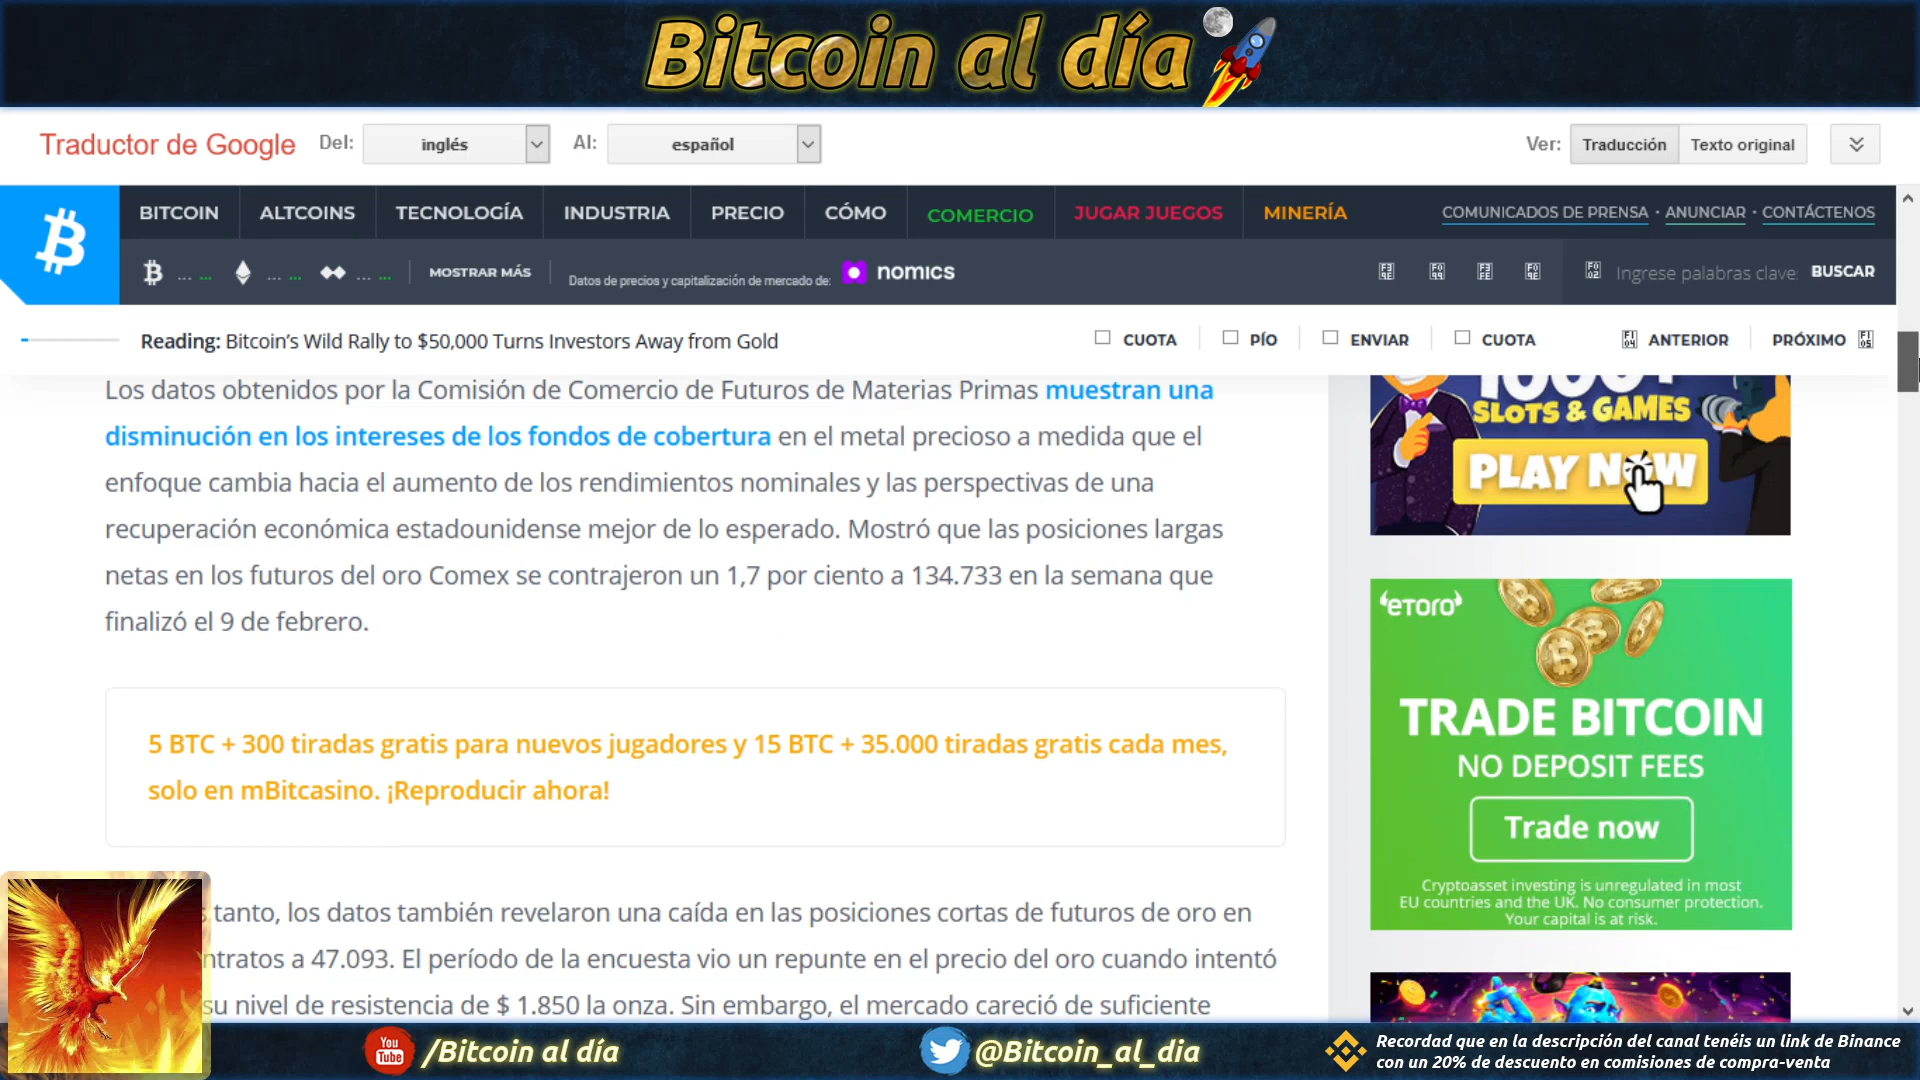 Bitcoin al día
Traductor de Google Del: inglés Al: español Ver: Traducción Texto original
BITCOIN ALTCOINS TECNOLOGÍA INDUSTRIA PRECIO CÓMO COMERCIO JUGAR JUEGOS MINERÍA COMUNICADOS DE PRENSA · ANUNCIAR · CONTÁCTENOS
... ... ... ... ... ... MOSTRAR MÁS Datos de precios y capitalización de mercado de: nomics Ingrese palabras clave: BUSCAR
Reading: Bitcoin's Wild Rally to $50,000 Turns Investors Away from Gold CUOTA PÍO ENVIAR CUOTA ANTERIOR PRÓXIMO
Los datos obtenidos por la Comisión de Comercio de Futuros de Materias Primas muestran una
disminución en los intereses de los fondos de cobertura en el metal precioso a medida que el
enfoque cambia hacia el aumento de los rendimientos nominales y las perspectivas de una
recuperación económica estadounidense mejor de lo esperado. Mostró que las posiciones largas
netas en los futuros del oro Comex se contrajeron un 1,7 por ciento a 134.733 en la semana que
finalizó el 9 de febrero.
5 BTC + 300 tiradas gratis para nuevos jugadores y 15 BTC + 35.000 tiradas gratis cada mes,
solo en mBitcasino. ¡Reproducir ahora!
tanto, los datos también revelaron una caída en las posiciones cortas de futuros de oro en
ntratos a 47.093. El período de la encuesta vio un repunte en el precio del oro cuando intentó
su nivel de resistencia de $ 1.850 la onza. Sin embargo, el mercado careció de suficiente
SLOTS & GAMES
PLAY NOW
eToro
TRADE BITCOIN
NO DEPOSIT FEES
Trade now
Cryptoasset investing is unregulated in most
EU countries and the UK. No consumer protection.
Your capital is at risk.
You
Tube
/Bitcoin al día
@Bitcoin_al_dia
Recordad que en la descripción del canal tenéis un link de Binance
con un 20% de descuento en comisiones de compra-venta